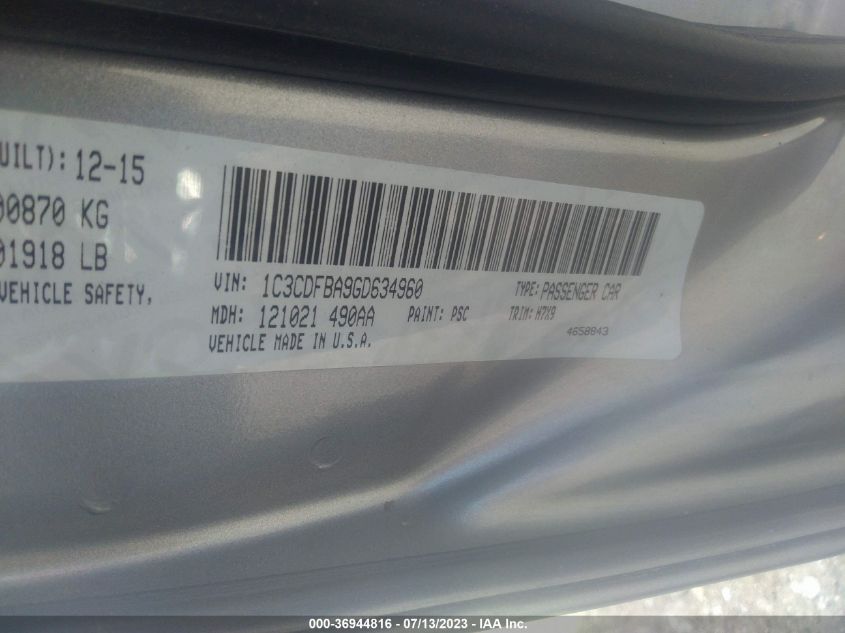 UILT): 12-15
00870 KG
01918 LB
VEHICLE SAFETY,
VIN: 1C3CDFBA9GD634960 TYPE: PASSENGER CAR
MDH: 121021 490AA PAINT: PSC TRIM: H7X9
VEHICLE MADE IN U.S.A. 4658843
000-36944816 - 07/13/2023 - IAA Inc.